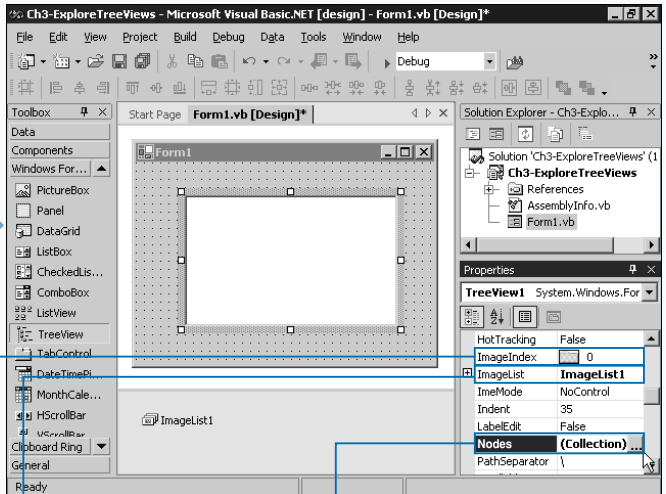 Ch3-ExploreTreeViews - Microsoft Visual Basic.NET [design] - Form1.vb [Design]*
File Edit View Project Build Debug Data Tools Window Help
Debug
Toolbox
Data
Components
Windows For...
PictureBox
Panel
DataGrid
ListBox
CheckedLis...
ComboBox
ListView
TreeView
TabControl
DateTimePi...
MonthCale...
HScrollBar
VScrollBar
Clipboard Ring
General
Start Page Form1.vb [Design]*
Form1
ImageList1
Solution Explorer - Ch3-Explo...
Solution 'Ch3-ExploreTreeViews' (1
Ch3-ExploreTreeViews
References
AssemblyInfo.vb
Form1.vb
Properties
TreeView1 System.Windows.For
HotTracking False
ImageIndex 0
ImageList ImageList1
ImeMode NoControl
Indent 35
LabelEdit False
Nodes (Collection) ...
PathSeparator \
Ready